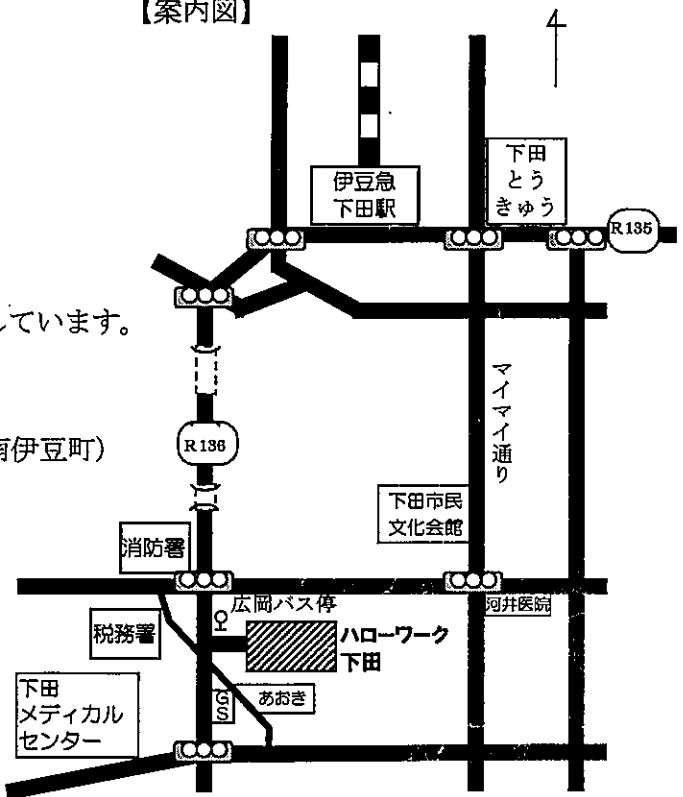 【案内図】
下田
とう
きゅう
伊豆急
下田駅
R135
しています。
マイマイ通り
南伊豆町)
R136
下田市民
文化会館
消防署
広岡バス停
河井医院
税務署
ハローワーク
下田
下田
メディカル
センター
GS
あおき